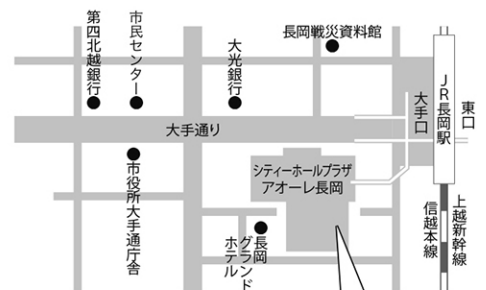 第四北越銀行
市民センター
大光銀行
長岡戦災資料館
大手通り
大手口
JR長岡駅
東口
市役所大手通庁舎
シティーホールプラザ
アオーレ長岡
長岡
グランド
ホテル
信越本線
上越新幹線